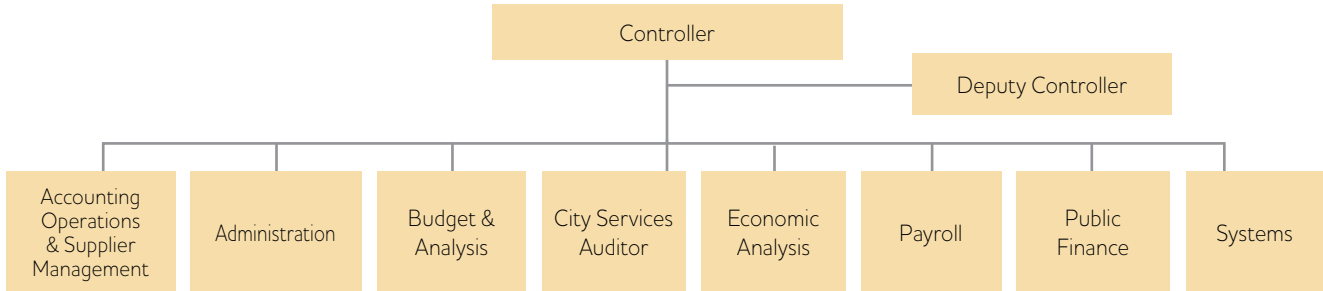 Controller
Deputy Controller
Accounting
Operations
& Supplier
Management
Administration
Budget &
Analysis
City Services
Auditor
Economic
Analysis
Payroll
Public
Finance
Systems